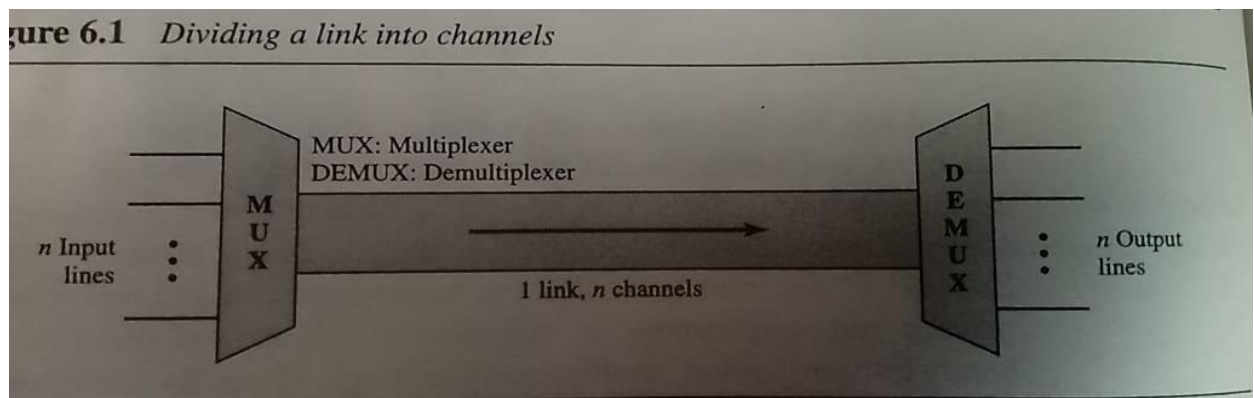 gure 6.1 Dividing a link into channels
MUX: Multiplexer
DEMUX: Demultiplexer
M
U
X
D
E
M
U
X
n Input
lines
1 link, n channels
n Output
lines